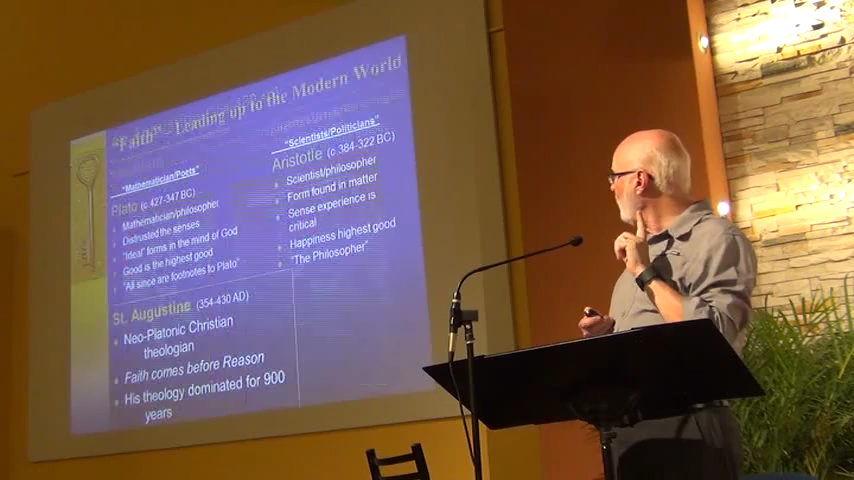 "Faith" – Leading up to the Modern World
"Mathematician/Poets"
Plato (c 427-347 BC)
Mathematician/philosopher
Distrusted the senses
"Ideal" forms in the mind of God
Good is the highest good
"All since are footnotes to Plato"
"Scientists/Politicians"
Aristotle (c 384-322 BC)
Scientist/philosopher
Form found in matter
Sense experience is
critical
Happiness highest good
"The Philosopher"
St. Augustine (354-430 AD)
Neo-Platonic Christian
theologian
Faith comes before Reason
His theology dominated for 900
years